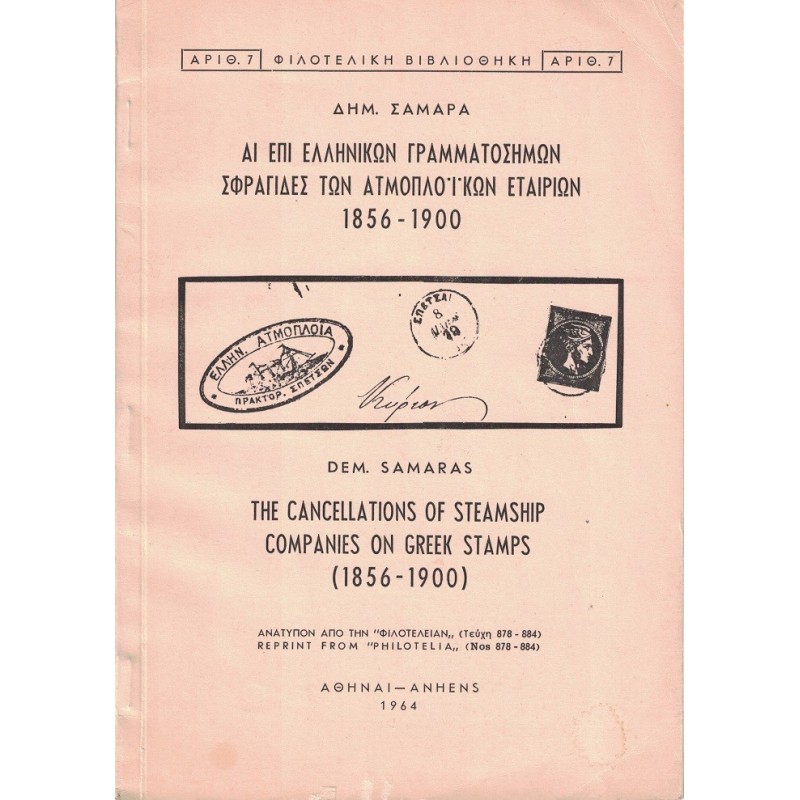 ΑΡΙΘ. 7 ΦΙΛΟΤΕΛΙΚΗ ΒΙΒΛΙΟΘΗΚΗ ΑΡΙΘ. 7
ΔΗΜ. ΣΑΜΑΡΑ
ΑΙ ΕΠΙ ΕΛΛΗΝΙΚΩΝ ΓΡΑΜΜΑΤΟΣΗΜΩΝ
ΣΦΡΑΓΙΔΕΣ ΤΩΝ ΑΤΜΟΠΛΟΪΚΩΝ ΕΤΑΙΡΙΩΝ
1856 - 1900
ΕΛΛΗΝ. ΑΤΜΟΠΛΟΙΑ
ΠΡΑΚΤΟΡ. ΣΠΕΤΣΩΝ
ΣΠΕΤΣΑΙ
8
Κύριον
DEM. SAMARAS
THE CANCELLATIONS OF STEAMSHIP
COMPANIES ON GREEK STAMPS
(1856 - 1900)
ΑΝΑΤΥΠΟΝ ΑΠΟ ΤΗΝ "ΦΙΛΟΤΕΛΕΙΑΝ,, (Τεύχη 878 - 884)
REPRINT FROM "PHILOTELIA,, (Nos 878 - 884)
ΑΘΗΝΑΙ — ANHENS
1964